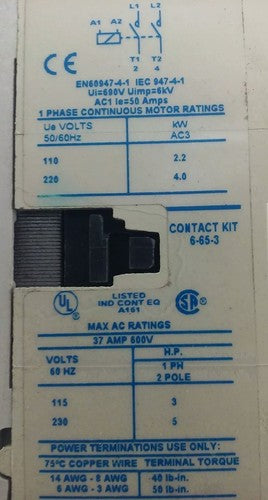 L1 L2
A1 A2
T1 T2
2 4
CE
EN60947-4-1 IEC 947-4-1
Ui=690V Uimp=6kV
AC1 Ie=50 Amps
1 PHASE CONTINUOUS MOTOR RATINGS
Ue VOLTS kW
50/60Hz AC3
110 2.2
220 4.0
CONTACT KIT
6-65-3
UL LISTED SA
IND CONT EQ
A161
MAX AC RATINGS
37 AMP 600V
VOLTS H.P.
60 HZ 1 PH
2 POLE
115 3
230 5
POWER TERMINATIONS USE ONLY:
75°C COPPER WIRE TERMINAL TORQUE
14 AWG - 8 AWG 40 lb-in.
6 AWG - 3 AWG 50 lb-in.